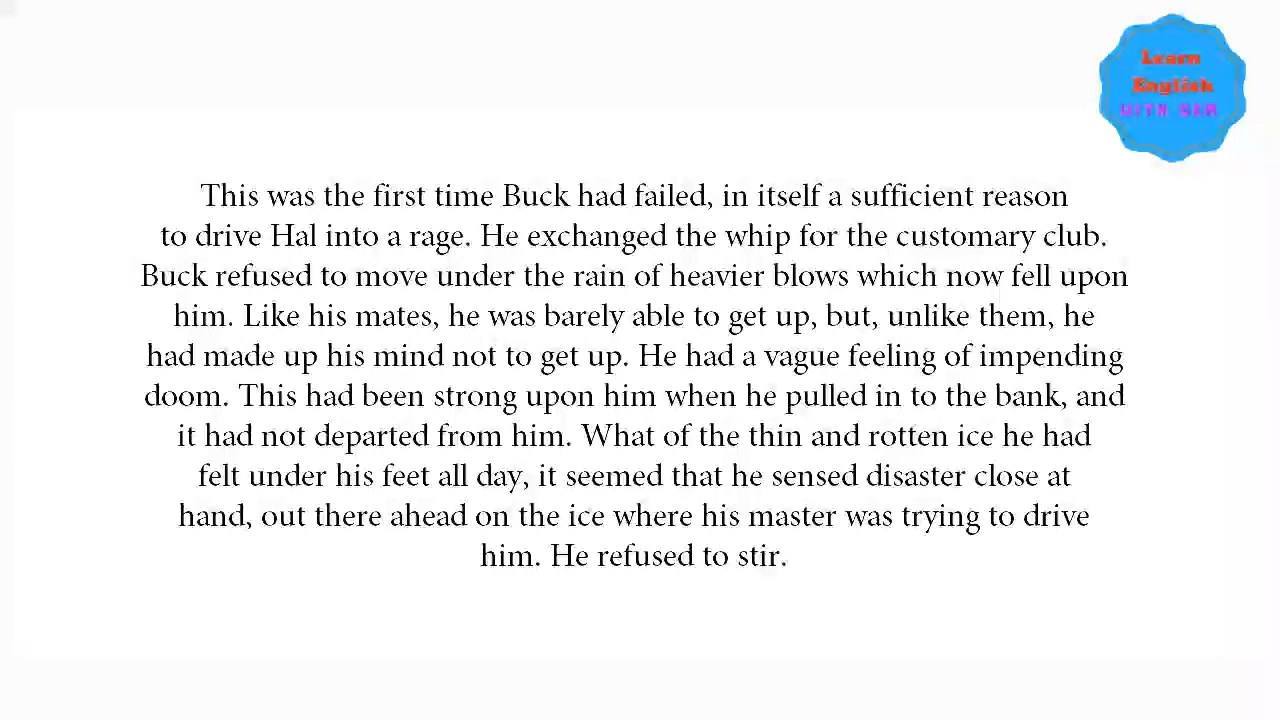 Learn
English
WITH SEM
This was the first time Buck had failed, in itself a sufficient reason
to drive Hal into a rage. He exchanged the whip for the customary club.
Buck refused to move under the rain of heavier blows which now fell upon
him. Like his mates, he was barely able to get up, but, unlike them, he
had made up his mind not to get up. He had a vague feeling of impending
doom. This had been strong upon him when he pulled in to the bank, and
it had not departed from him. What of the thin and rotten ice he had
felt under his feet all day, it seemed that he sensed disaster close at
hand, out there ahead on the ice where his master was trying to drive
him. He refused to stir.